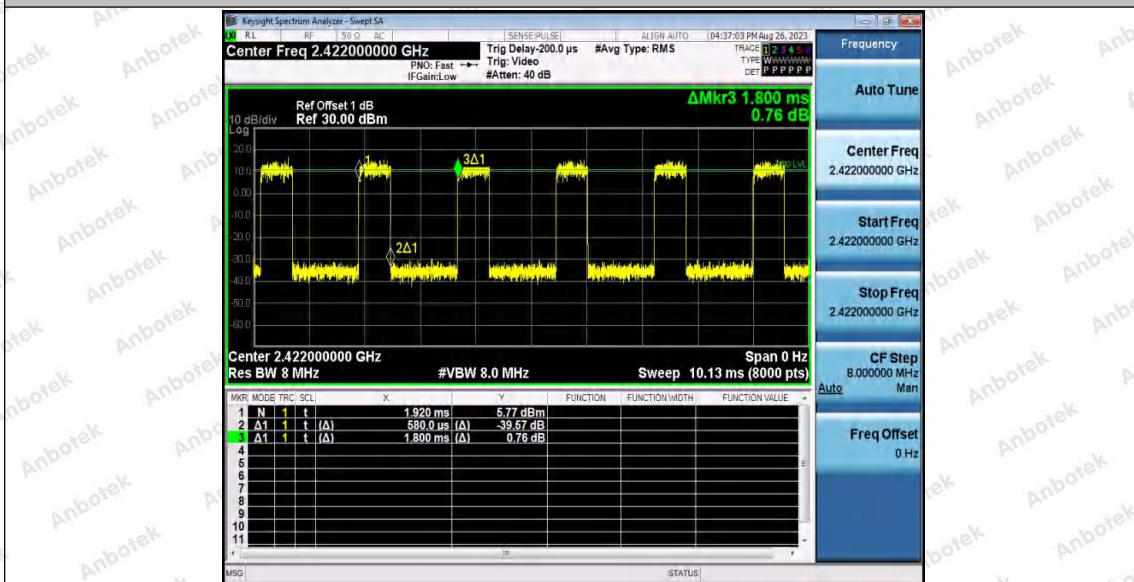 Keysight Spectrum Analyzer - Swept SA
RL RF 50 Ω AC SENSE:PULSE ALIGN AUTO 04:37:03 PM Aug 26, 2023
Center Freq 2.422000000 GHz
PNO: Fast
IFGain:Low
Trig Delay-200.0 µs
Trig: Video
#Atten: 40 dB
#Avg Type: RMS
TRACE 1 2 3 4 5 6
TYPE W
DET P P P P P P
Ref Offset 1 dB
Ref 30.00 dBm
10 dB/div
Log
ΔMkr3 1.800 ms
0.76 dB
20.0
10.0
0.00
-10.0
-20.0
-30.0
-40.0
-50.0
-60.0
1
2Δ1
3Δ1
TRIG LVL
Center 2.422000000 GHz
Span 0 Hz
Res BW 8 MHz
#VBW 8.0 MHz
Sweep 10.13 ms (8000 pts)
MKR MODE TRC SCL X Y FUNCTION FUNCTION WIDTH FUNCTION VALUE
1 N 1 t 1.920 ms 5.77 dBm
2 Δ1 1 t (Δ) 580.0 µs (Δ) -39.57 dB
3 Δ1 1 t (Δ) 1.800 ms (Δ) 0.76 dB
4
5
6
7
8
9
10
11
MSG
STATUS
Frequency
Auto Tune
Center Freq
2.422000000 GHz
Start Freq
2.422000000 GHz
Stop Freq
2.422000000 GHz
CF Step
8.000000 MHz
Auto Man
Freq Offset
0 Hz
Anbotek